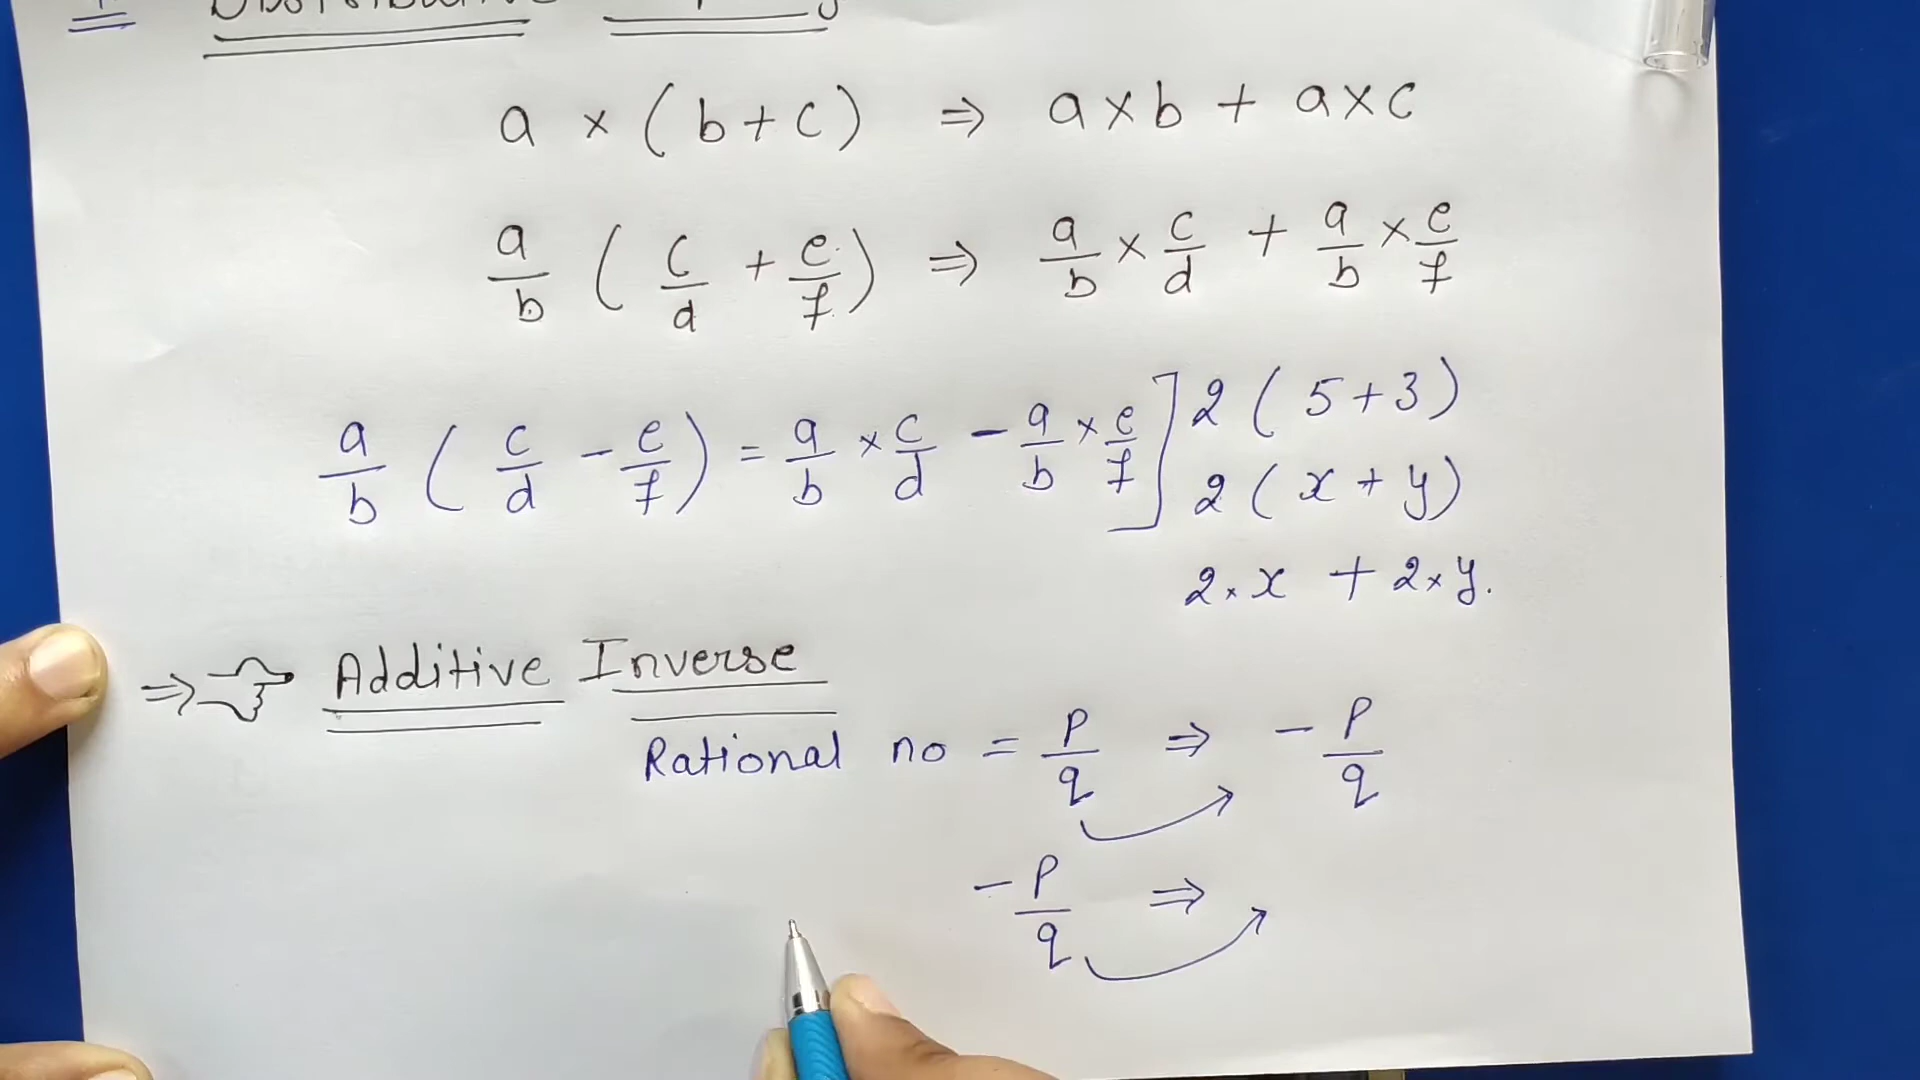 a × (b+c) ⇒ a×b + a×c
a/b (c/d + e/f) ⇒ a/b × c/d + a/b × e/f
a/b (c/d - e/f) = a/b × c/d - a/b × e/f ] 2 (5+3)
2 (x+y)
2×x + 2×y.
⇒ Additive Inverse
Rational no = p/q ⇒ -p/q
-p/q ⇒